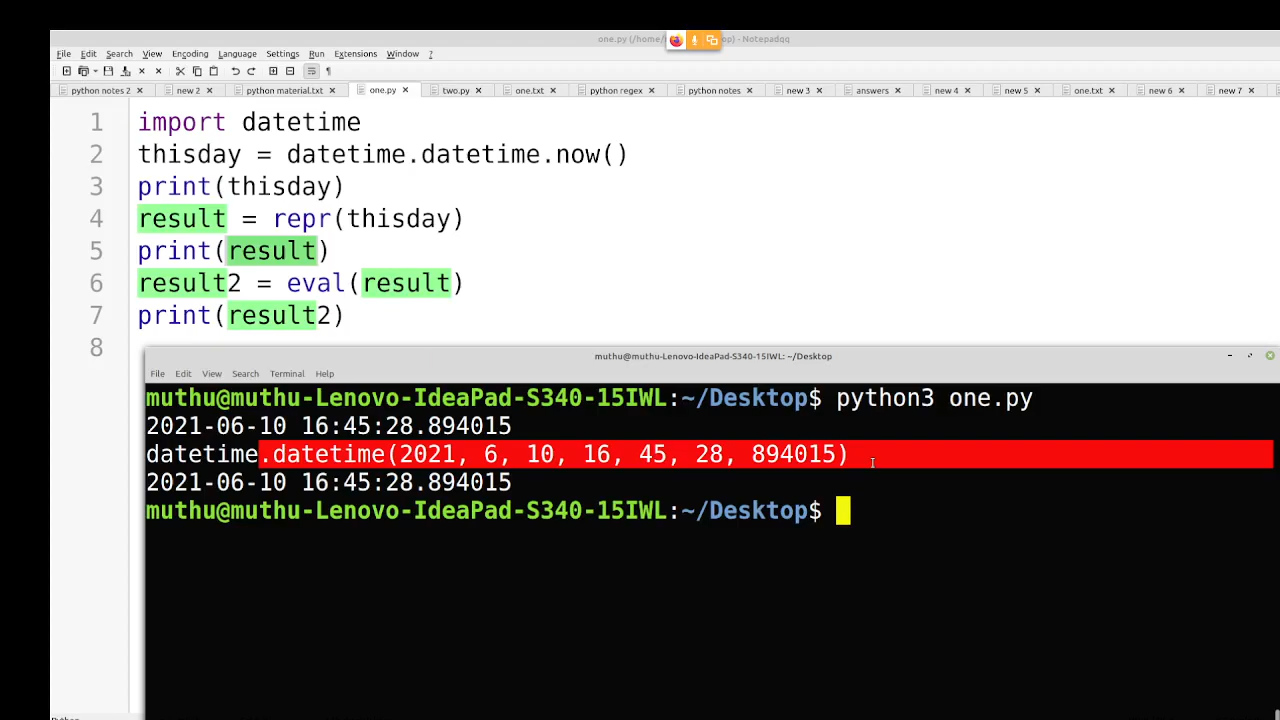 one.py (/home/ p) - Notepadqq
File Edit Search View Encoding Language Settings Run Extensions Window ?
python notes 2 new 2 python material.txt one.py two.py one.txt python regex python notes new 3 answers new 4 new 5 one.txt new 6 new 7
1 import datetime
2 thisday = datetime.datetime.now()
3 print(thisday)
4 result = repr(thisday)
5 print(result)
6 result2 = eval(result)
7 print(result2)
8
muthu@muthu-Lenovo-IdeaPad-S340-15IWL: ~/Desktop
File Edit View Search Terminal Help
muthu@muthu-Lenovo-IdeaPad-S340-15IWL:~/Desktop$ python3 one.py
2021-06-10 16:45:28.894015
datetime.datetime(2021, 6, 10, 16, 45, 28, 894015)
2021-06-10 16:45:28.894015
muthu@muthu-Lenovo-IdeaPad-S340-15IWL:~/Desktop$